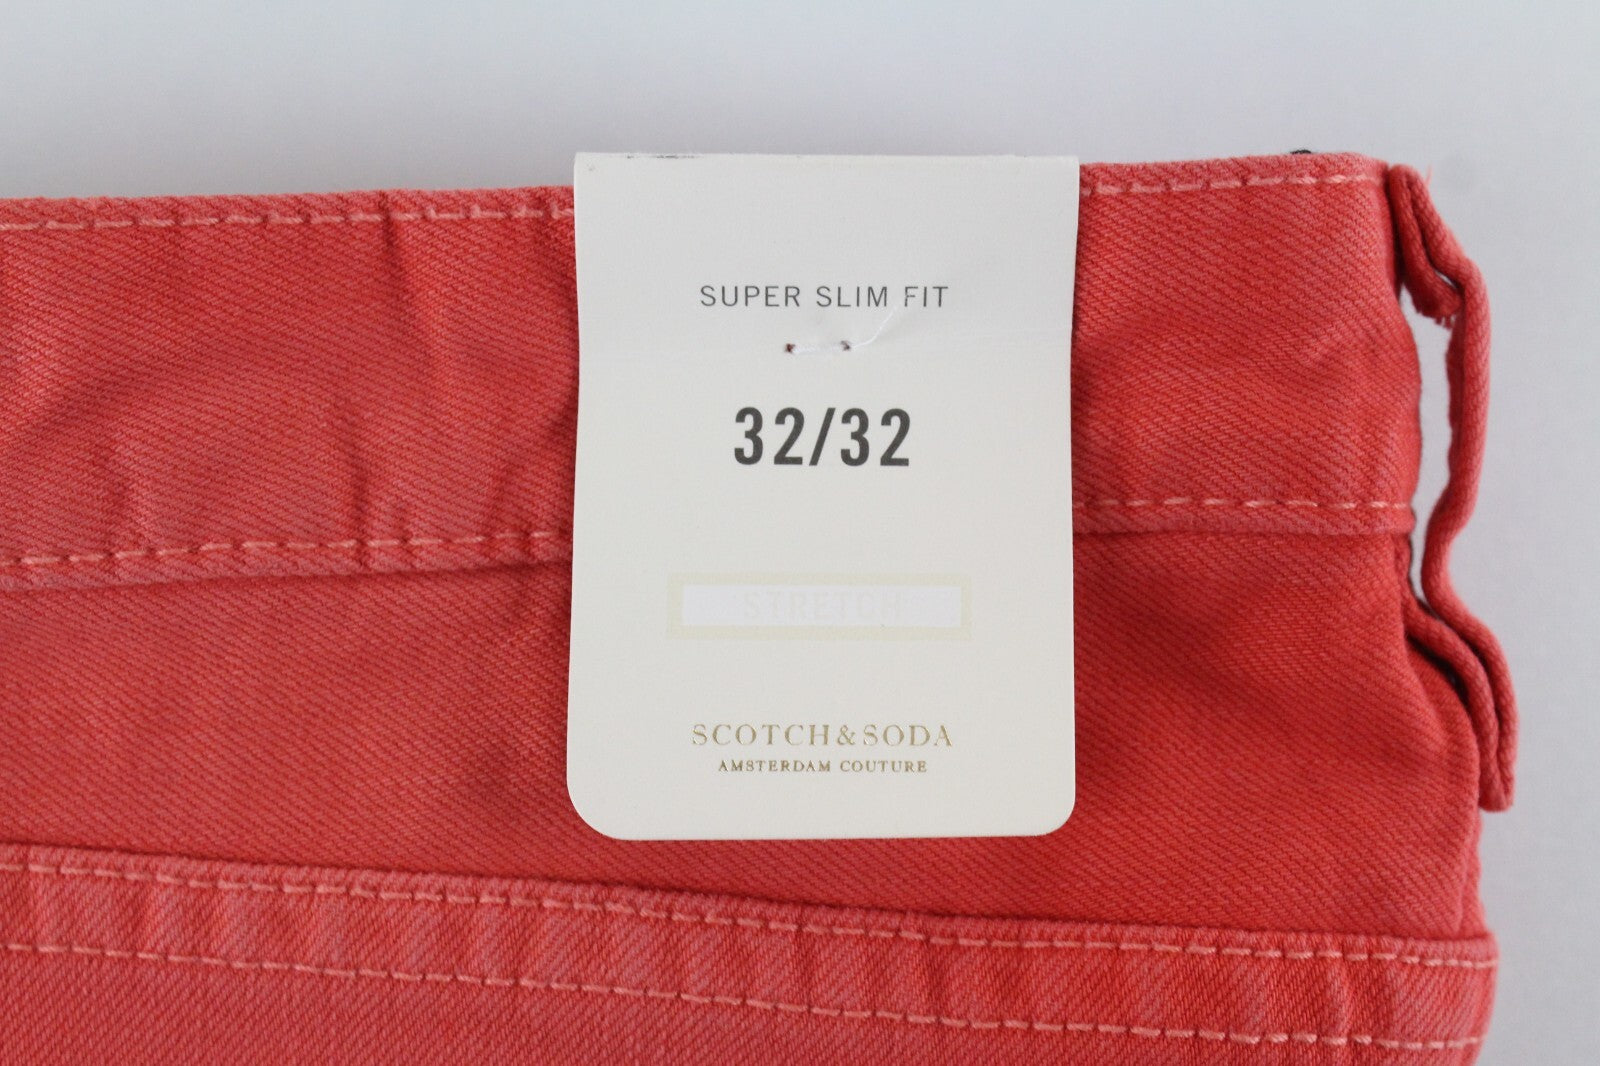 SUPER SLIM FIT
32/32
STRETCH
SCOTCH & SODA
AMSTERDAM COUTURE